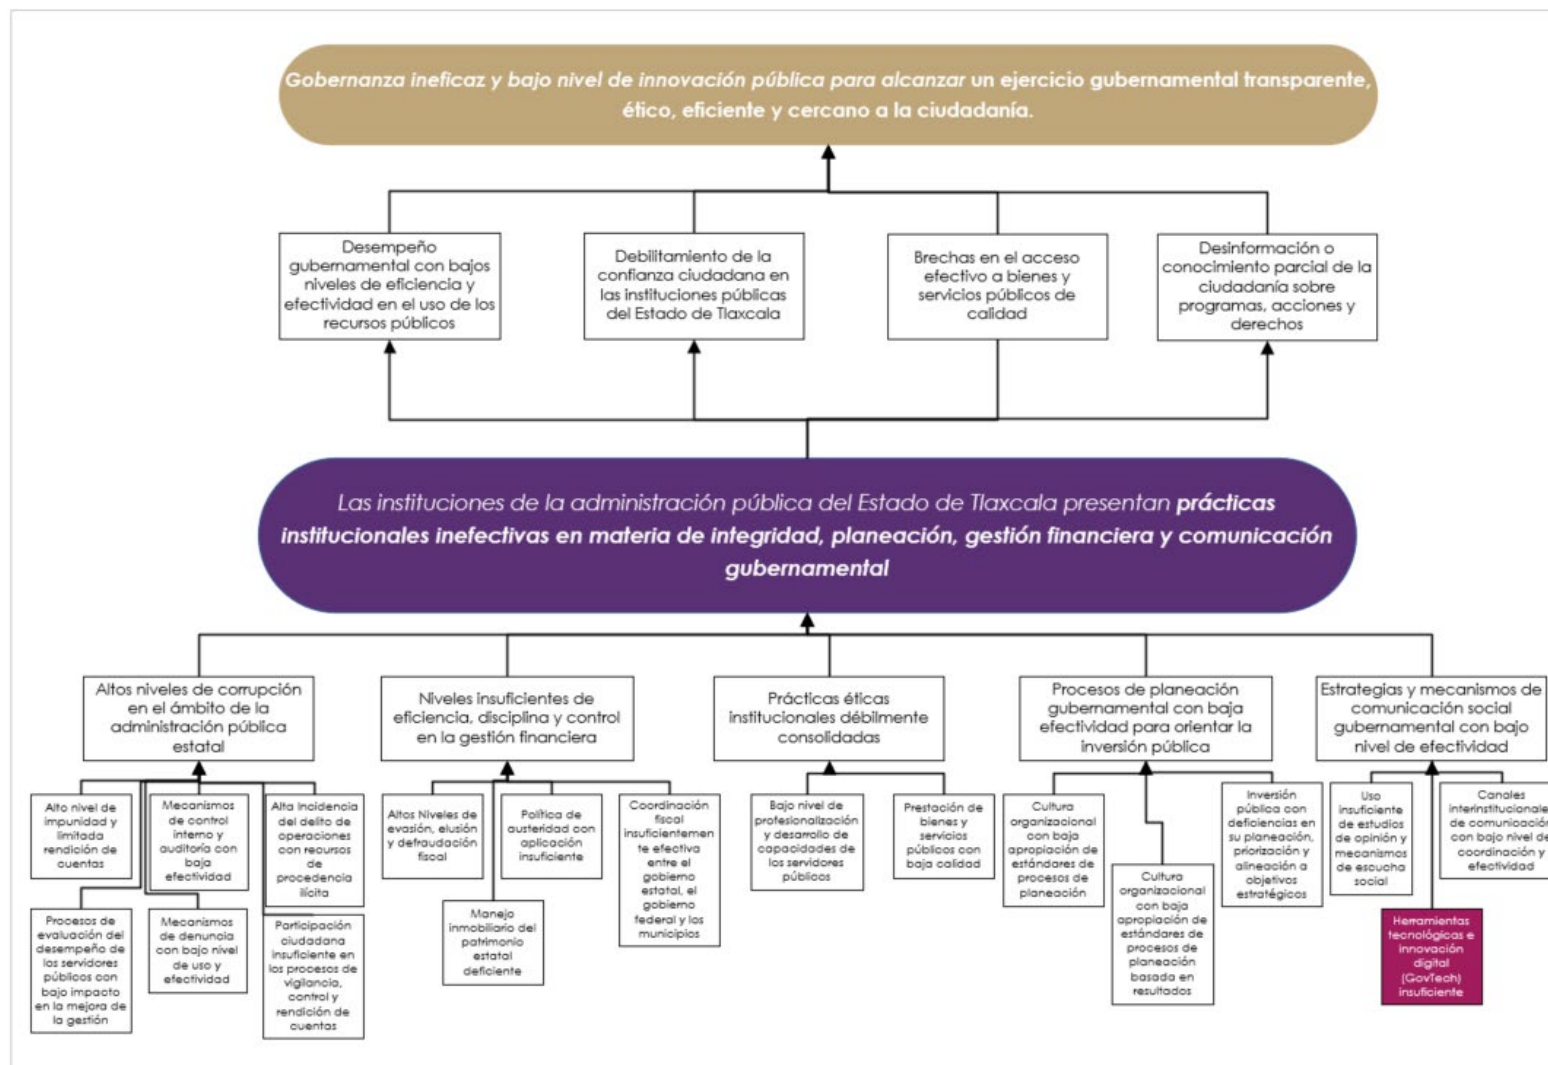 Gobernanza ineficaz y bajo nivel de innovación pública para alcanzar un ejercicio gubernamental transparente,
ético, eficiente y cercano a la ciudadanía.
Desempeño
gubernamental con bajos
niveles de eficiencia y
efectividad en el uso de los
recursos públicos
Debilitamiento de la
confianza ciudadana en
las instituciones públicas
del Estado de Tlaxcala
Brechas en el acceso
efectivo a bienes y
servicios públicos de
calidad
Desinformación o
conocimiento parcial de la
ciudadanía sobre
programas, acciones y
derechos
Las instituciones de la administración pública del Estado de Tlaxcala presentan prácticas
institucionales inefectivas en materia de integridad, planeación, gestión financiera y comunicación
gubernamental
Altos niveles de corrupción
en el ámbito de la
administración pública
estatal
Niveles insuficientes de
eficiencia, disciplina y control
en la gestión financiera
Prácticas éticas
institucionales débilmente
consolidadas
Procesos de planeación
gubernamental con baja
efectividad para orientar la
inversión pública
Estrategias y mecanismos de
comunicación social
gubernamental con bajo
nivel de efectividad
Alto nivel de
impunidad y
limitada
rendición de
cuentas
Mecanismos
de control
interno y
auditoría con
baja
efectividad
Alta Incidencia
del delito de
operaciones
con recursos
de
procedencia
ilícita
Procesos de
evaluación del
desempeño de
los servidores
públicos con
bajo impacto
en la mejora de
la gestión
Mecanismos
de denuncia
con bajo nivel
de uso y
efectividad
Participación
ciudadana
insuficiente en
los procesos de
vigilancia,
control y
rendición de
cuentas
Altos Niveles de
evasión, elusión
y defraudación
fiscal
Política de
austeridad con
aplicación
insuficiente
Coordinación
fiscal
insuficientemen
te efectiva
entre el
gobierno
estatal, el
gobierno
federal y los
municipios
Manejo
inmobiliario del
patrimonio
estatal
deficiente
Bajo nivel de
profesionalización
y desarrollo de
capacidades de
los servidores
públicos
Prestación de
bienes y
servicios
públicos con
baja calidad
Cultura
organizacional
con baja
apropiación de
estándares de
procesos de
planeación
Cultura
organizacional
con baja
apropiación de
estándares de
procesos de
planeación
basada en
resultados
Inversión
pública con
deficiencias en
su planeación,
priorización y
alineación a
objetivos
estratégicos
Uso
insuficiente
de estudios
de opinión y
mecanismos
de escucha
social
Canales
interinstitucionale
de comunicación
con bajo nivel de
coordinación y
efectividad
Herramientas
tecnológicas e
innovación
digital
(GovTech)
insuficiente